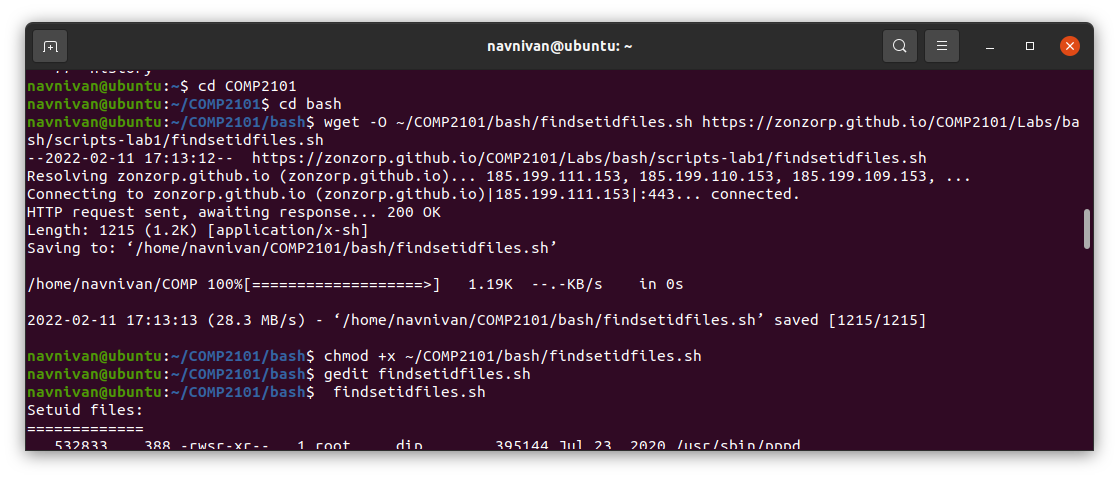 navnivan@ubuntu: ~
77  history
navnivan@ubuntu:~$ cd COMP2101
navnivan@ubuntu:~/COMP2101$ cd bash
navnivan@ubuntu:~/COMP2101/bash$ wget -O ~/COMP2101/bash/findsetidfiles.sh https://zonzorp.github.io/COMP2101/Labs/ba
sh/scripts-lab1/findsetidfiles.sh
--2022-02-11 17:13:12--  https://zonzorp.github.io/COMP2101/Labs/bash/scripts-lab1/findsetidfiles.sh
Resolving zonzorp.github.io (zonzorp.github.io)... 185.199.111.153, 185.199.110.153, 185.199.109.153, ...
Connecting to zonzorp.github.io (zonzorp.github.io)|185.199.111.153|:443... connected.
HTTP request sent, awaiting response... 200 OK
Length: 1215 (1.2K) [application/x-sh]
Saving to: ‘/home/navnivan/COMP2101/bash/findsetidfiles.sh’
/home/navnivan/COMP 100%[===================>]   1.19K  --.-KB/s    in 0s
2022-02-11 17:13:13 (28.3 MB/s) - ‘/home/navnivan/COMP2101/bash/findsetidfiles.sh’ saved [1215/1215]
navnivan@ubuntu:~/COMP2101/bash$ chmod +x ~/COMP2101/bash/findsetidfiles.sh
navnivan@ubuntu:~/COMP2101/bash$ gedit findsetidfiles.sh
navnivan@ubuntu:~/COMP2101/bash$  findsetidfiles.sh
Setuid files:
=============
532833    388 -rwsr-xr--   1 root     dip        395144 Jul 23  2020 /usr/sbin/pppd